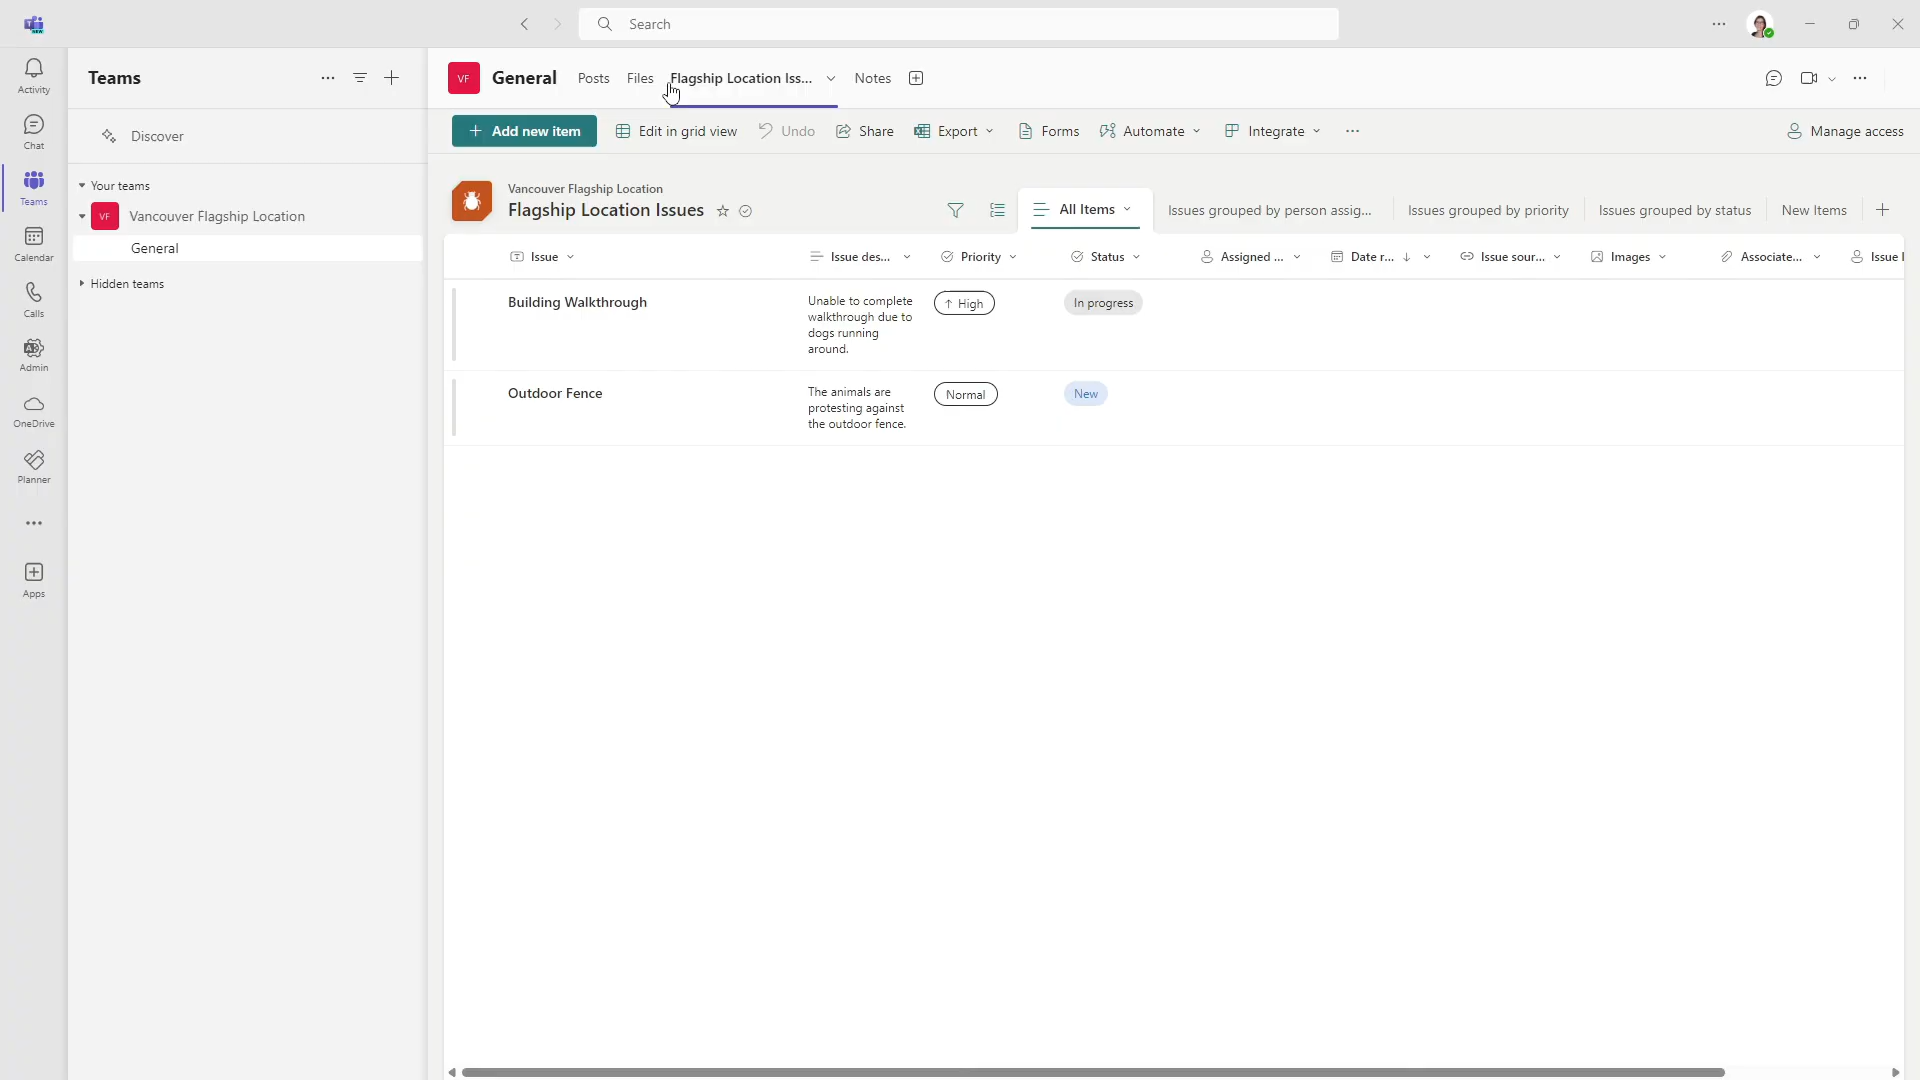 Search
Activity
Chat
Teams
Calendar
Calls
Admin
OneDrive
Planner
Apps
Teams
Discover
Your teams
VF Vancouver Flagship Location
General
Hidden teams
VF General Posts Files Flagship Location Iss... Notes
Add new item Edit in grid view Undo Share Export Forms Automate Integrate Manage access
Vancouver Flagship Location
Flagship Location Issues
All Items Issues grouped by person assig... Issues grouped by priority Issues grouped by status New Items
Issue Issue des... Priority Status Assigned ... Date r... Issue sour... Images Associate... Issue l
Building Walkthrough
Unable to complete
walkthrough due to
dogs running
around.
High
In progress
Outdoor Fence
The animals are
protesting against
the outdoor fence.
Normal
New